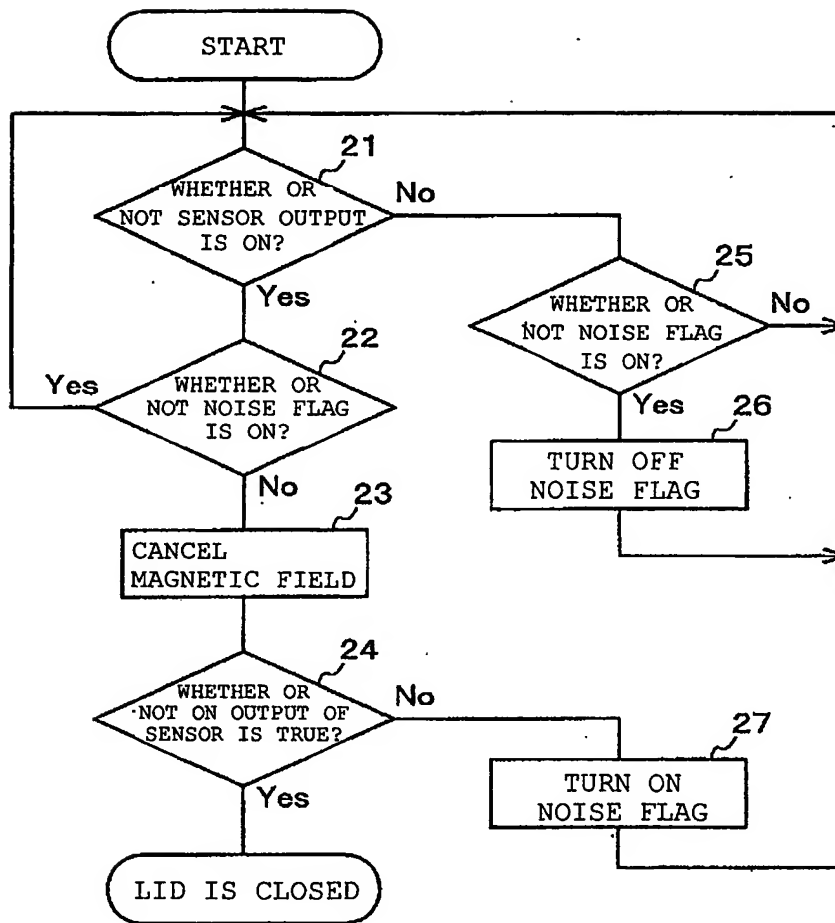 START
21
WHETHER OR
NOT SENSOR OUTPUT
IS ON?
No
Yes
25
WHETHER OR
NOT NOISE FLAG
IS ON?
No
Yes
22
Yes
WHETHER OR
NOT NOISE FLAG
IS ON?
No
26
TURN OFF
NOISE FLAG
23
CANCEL
MAGNETIC FIELD
24
WHETHER OR
NOT ON OUTPUT OF
SENSOR IS TRUE?
No
Yes
27
TURN ON
NOISE FLAG
LID IS CLOSED